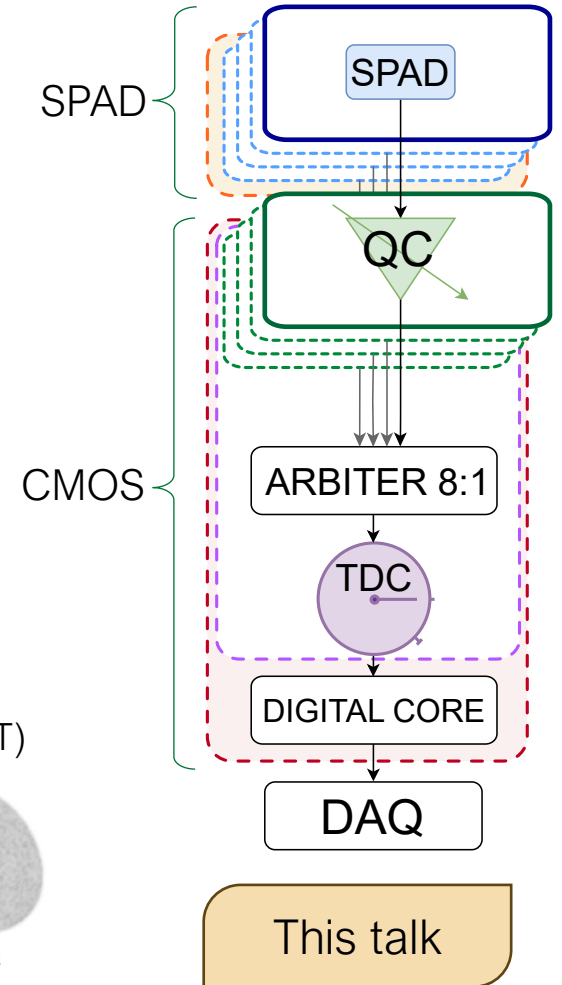 SPAD
SPAD
QC
CMOS
ARBITER 8:1
TDC
DIGITAL CORE
T)
DAQ
This talk